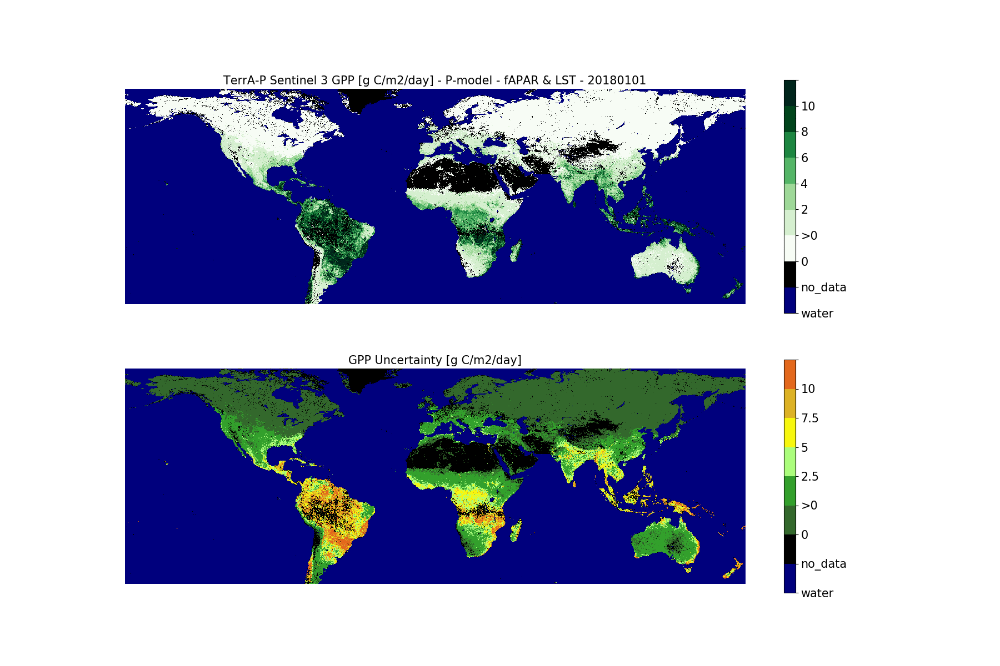 TerrA-P Sentinel 3 GPP [g C/m2/day] - P-model - fAPAR & LST - 20180101
10
8
6
4
2
>0
0
no_data
water
GPP Uncertainty [g C/m2/day]
10
7.5
5
2.5
>0
0
no_data
water